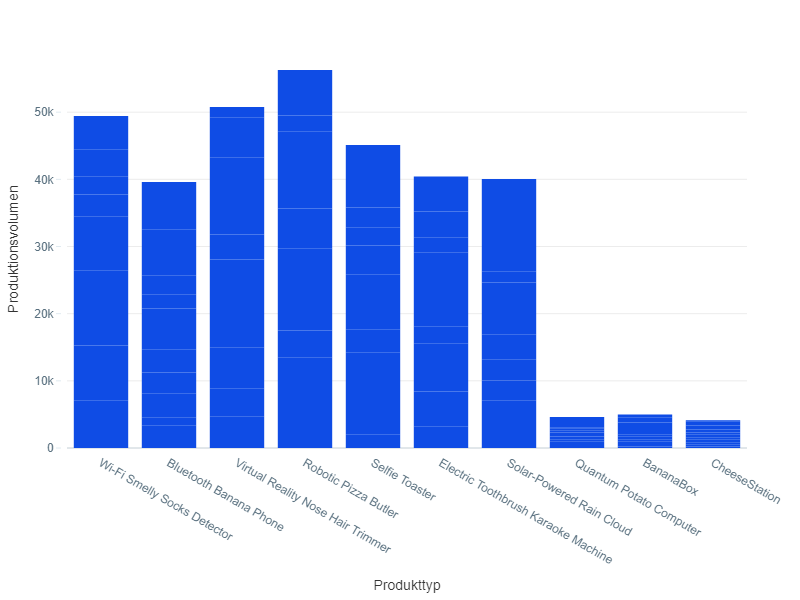 50k
40k
30k
20k
10k
0
Produktionsvolumen
Wi-Fi Smelly Socks Detector
Bluetooth Banana Phone
Virtual Reality Nose Hair Trimmer
Robotic Pizza Butler
Selfie Toaster
Electric Toothbrush Karaoke Machine
Solar-Powered Rain Cloud
Quantum Potato Computer
BananaBox
CheeseStation
Produkttyp